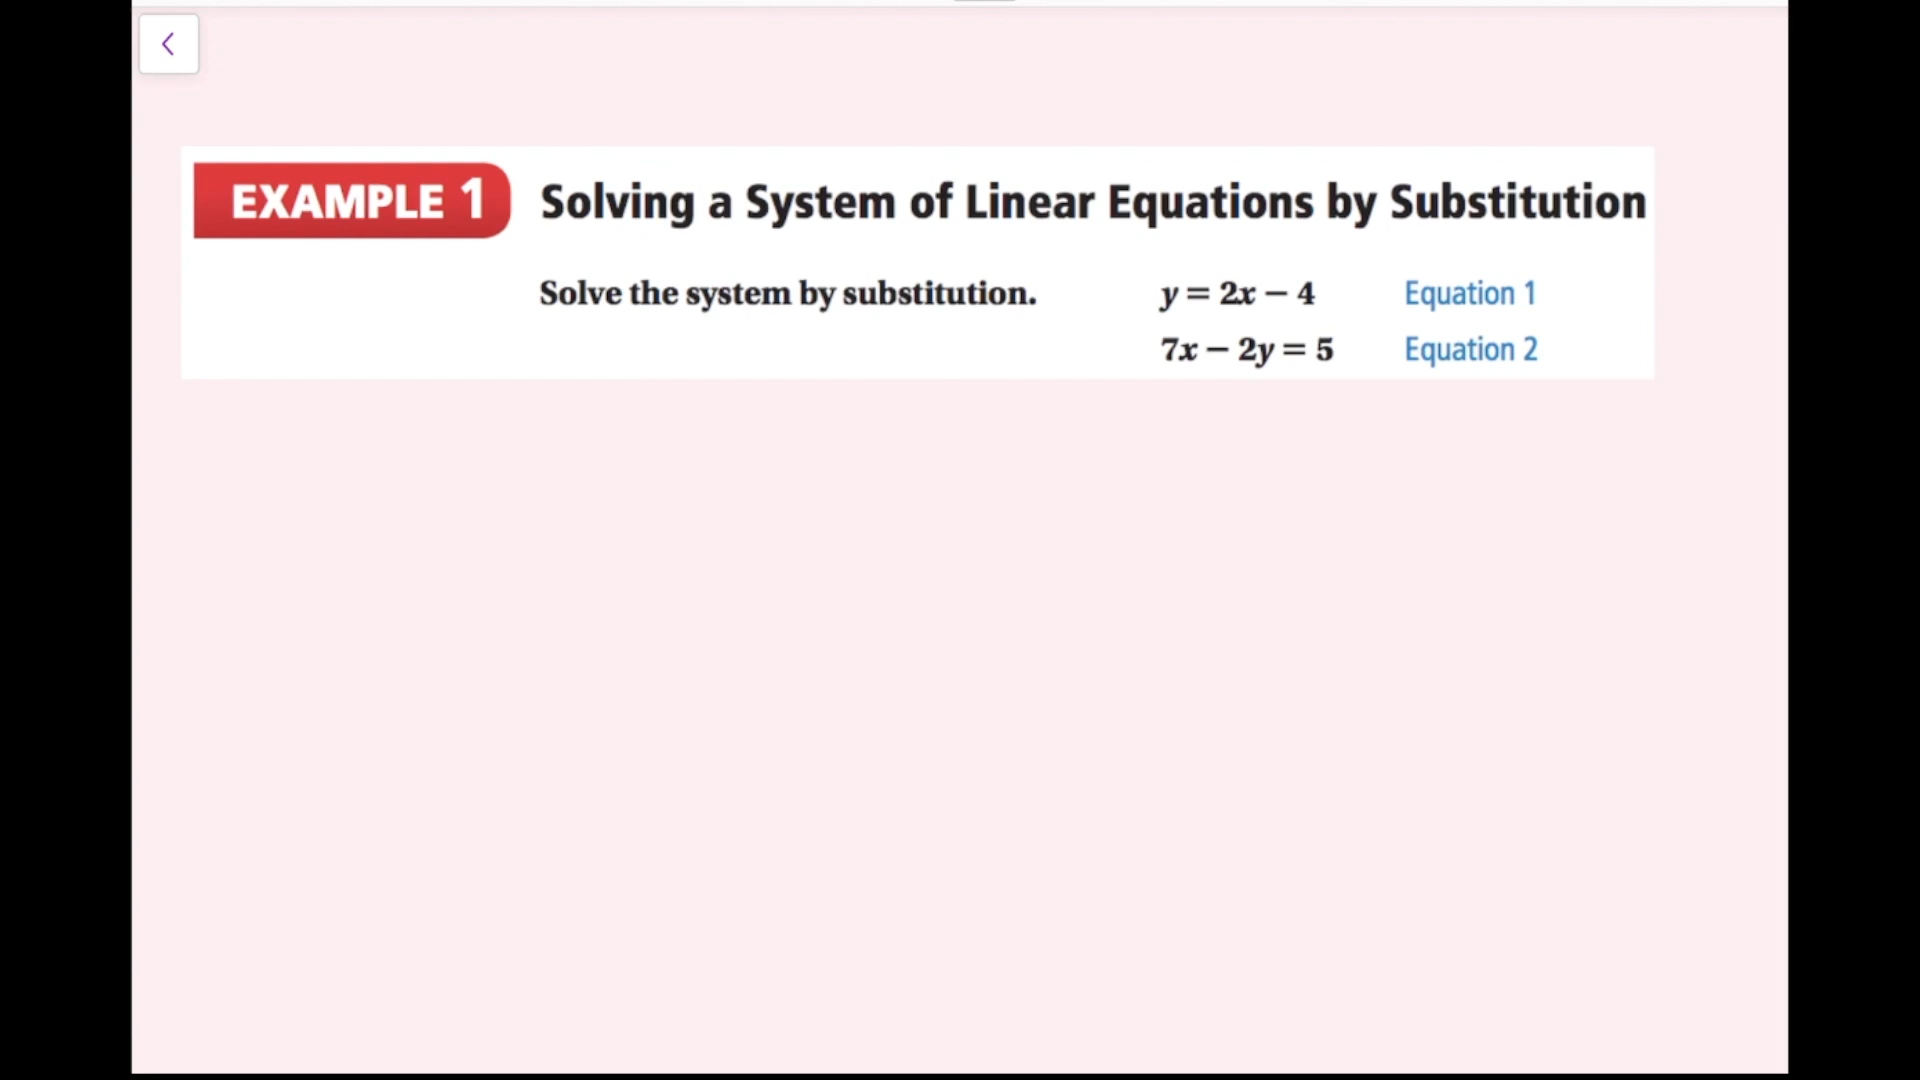 EXAMPLE 1 Solving a System of Linear Equations by Substitution
Solve the system by substitution. y = 2x − 4 Equation 1
7x − 2y = 5 Equation 2